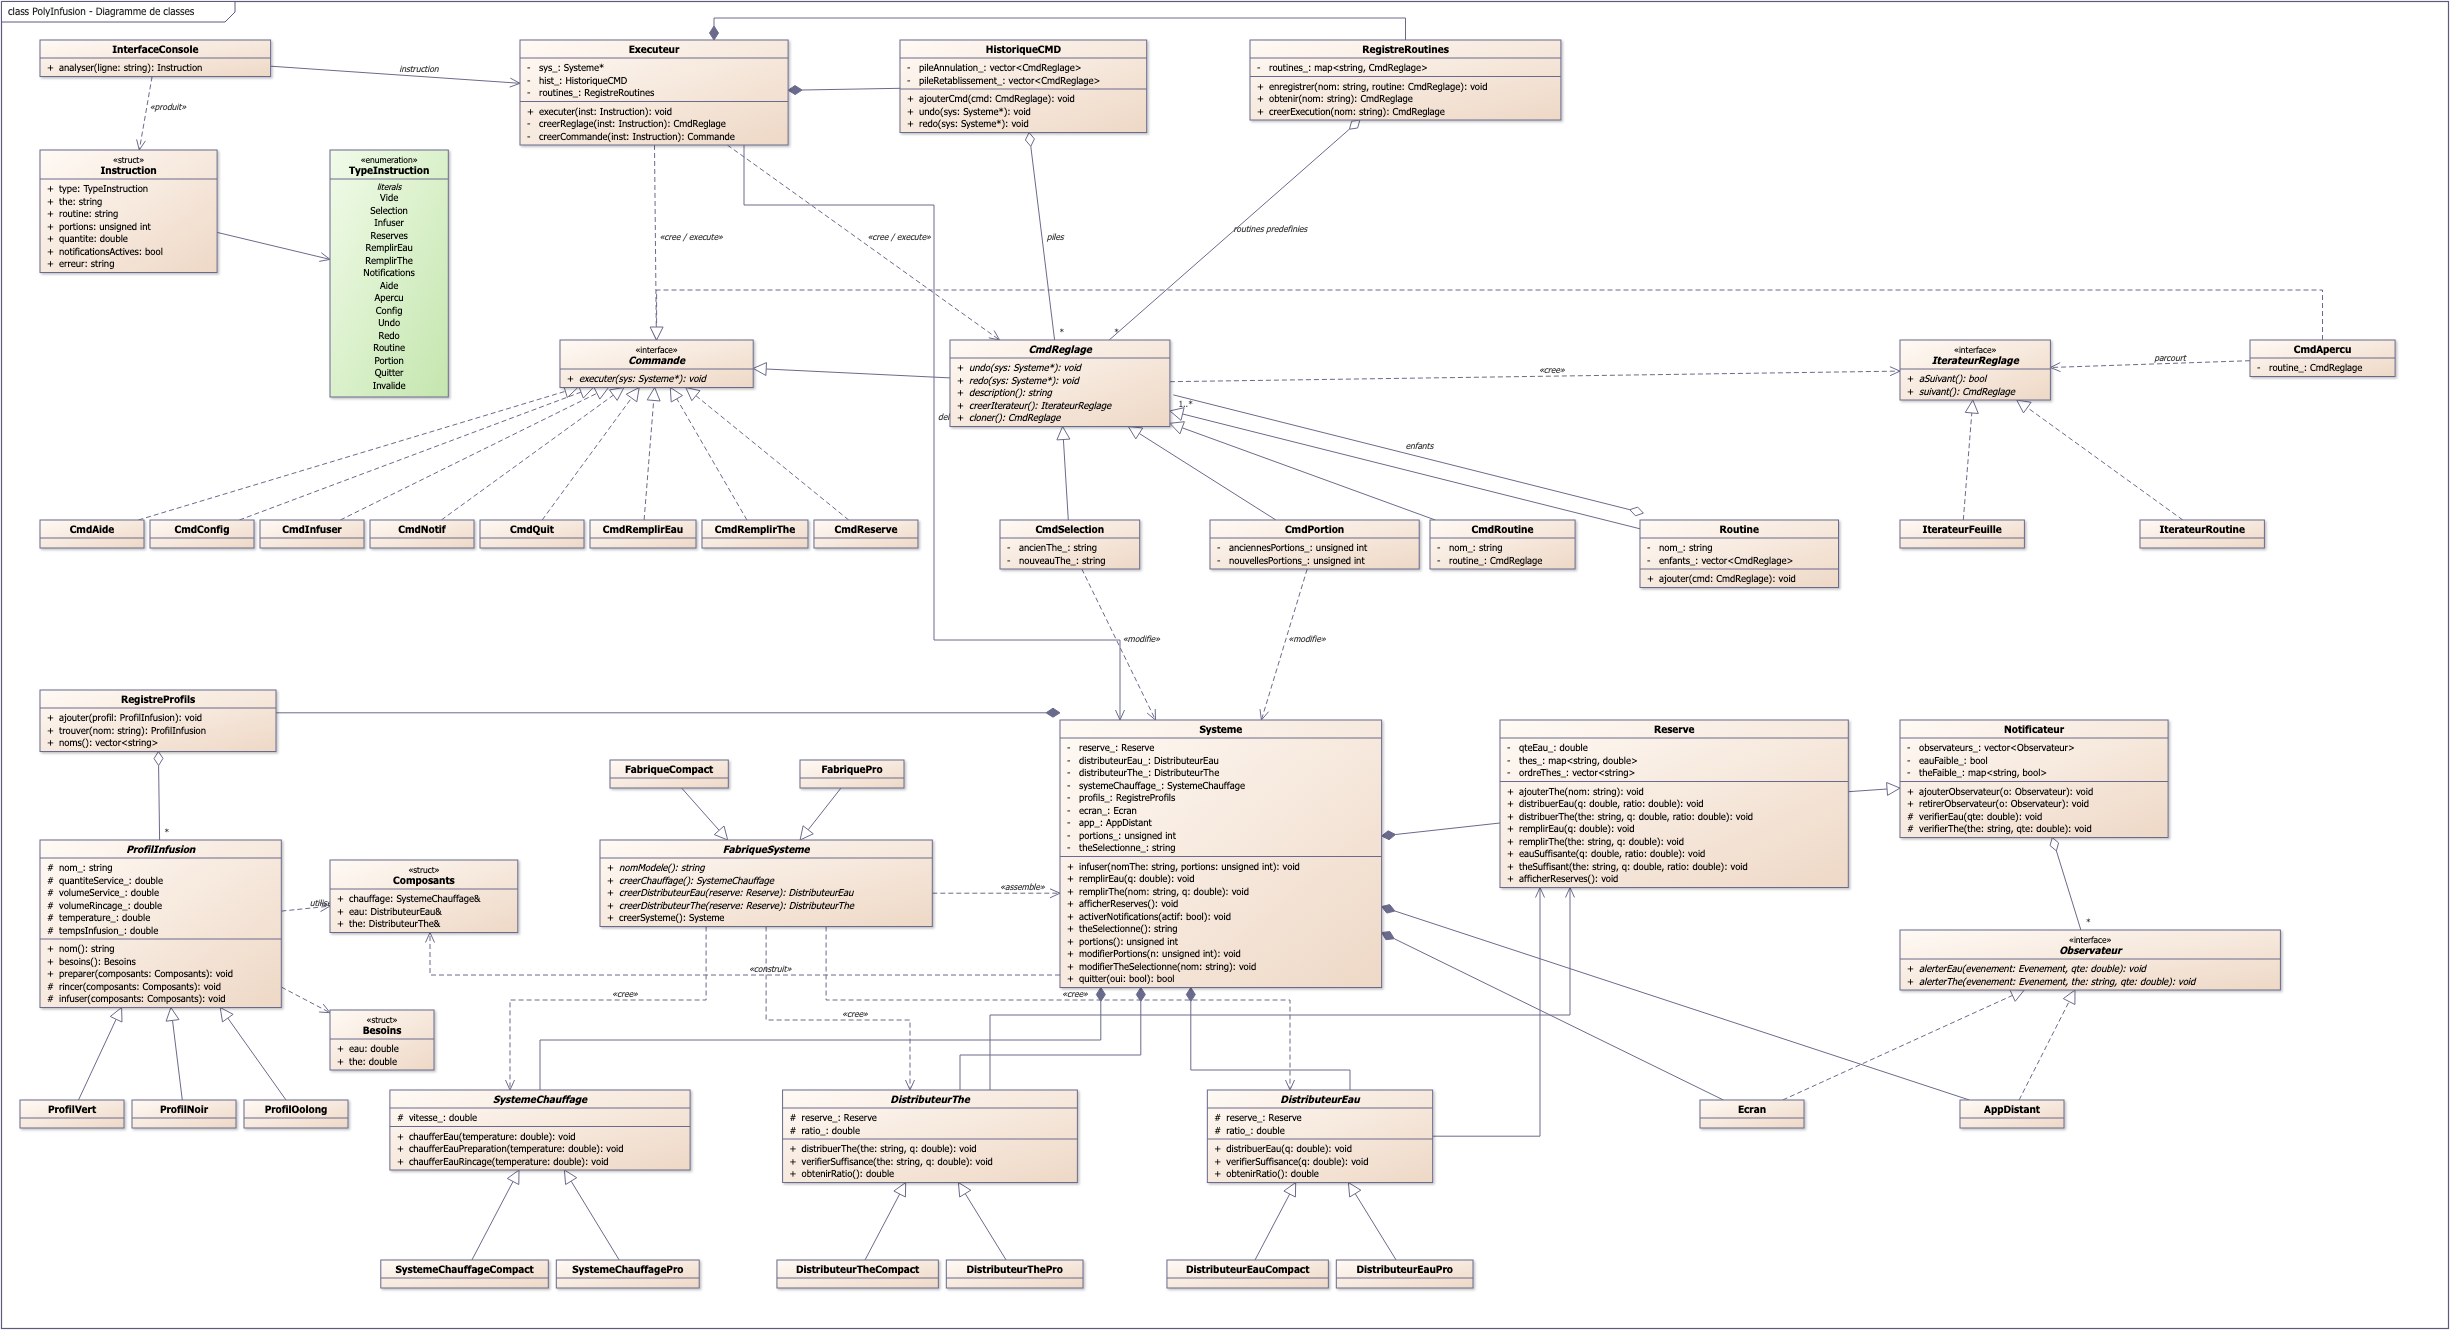 class PolyInfusion - Diagramme de classes
InterfaceConsole
+ analyser(ligne: string): Instruction
instruction
«produit»
Executeur
- sys_: Systeme*
- hist_: HistoriqueCMD
- routines_: RegistreRoutines
+ executer(inst: Instruction): void
- creerReglage(inst: Instruction): CmdReglage
- creerCommande(inst: Instruction): Commande
HistoriqueCMD
- pileAnnulation_: vector<CmdReglage>
- pileRetablissement_: vector<CmdReglage>
+ ajouterCmd(cmd: CmdReglage): void
+ undo(sys: Systeme*): void
+ redo(sys: Systeme*): void
RegistreRoutines
- routines_: map<string, CmdReglage>
+ enregistrer(nom: string, routine: CmdReglage): void
+ obtenir(nom: string): CmdReglage
+ creerExecution(nom: string): CmdReglage
«struct»
Instruction
+ type: TypeInstruction
+ the: string
+ routine: string
+ portions: unsigned int
+ quantite: double
+ notificationsActives: bool
+ erreur: string
«enumeration»
TypeInstruction
literals
Vide
Selection
Infuser
Reserves
RemplirEau
RemplirThe
Notifications
Aide
Apercu
Config
Undo
Redo
Routine
Portion
Quitter
Invalide
«cree / execute»
«cree / execute»
piles
routines predefinies
*
*
«interface»
Commande
+ executer(sys: Systeme*): void
CmdReglage
+ undo(sys: Systeme*): void
+ redo(sys: Systeme*): void
+ description(): string
+ creerIterateur(): IterateurReglage
+ cloner(): CmdReglage
«cree»
1..*
enfants
«interface»
IterateurReglage
+ aSuivant(): bool
+ suivant(): CmdReglage
parcourt
CmdApercu
- routine_: CmdReglage
CmdAide
CmdConfig
CmdInfuser
CmdNotif
CmdQuit
CmdRemplirEau
CmdRemplirThe
CmdReserve
CmdSelection
- ancienThe_: string
- nouveauThe_: string
CmdPortion
- anciennesPortions_: unsigned int
- nouvellesPortions_: unsigned int
CmdRoutine
- nom_: string
- routine_: CmdReglage
Routine
- nom_: string
- enfants_: vector<CmdReglage>
+ ajouter(cmd: CmdReglage): void
IterateurFeuille
IterateurRoutine
«modifie»
«modifie»
RegistreProfils
+ ajouter(profil: ProfilInfusion): void
+ trouver(nom: string): ProfilInfusion
+ noms(): vector<string>
*
FabriqueCompact
FabriquePro
Systeme
- reserve_: Reserve
- distributeurEau_: DistributeurEau
- distributeurThe_: DistributeurThe
- systemeChauffage_: SystemeChauffage
- profils_: RegistreProfils
- ecran_: Ecran
- app_: AppDistant
- portions_: unsigned int
- theSelectionne_: string
+ infuser(nomThe: string, portions: unsigned int): void
+ remplirEau(q: double): void
+ remplirThe(nom: string, q: double): void
+ afficherReserves(): void
+ activerNotifications(actif: bool): void
+ theSelectionne(): string
+ portions(): unsigned int
+ modifierPortions(n: unsigned int): void
+ modifierTheSelectionne(nom: string): void
+ quitter(oui: bool): bool
Reserve
- qteEau_: double
- thes_: map<string, double>
- ordreThes_: vector<string>
+ ajouterThe(nom: string): void
+ distribuerEau(q: double, ratio: double): void
+ distribuerThe(the: string, q: double, ratio: double): void
+ remplirEau(q: double): void
+ remplirThe(the: string, q: double): void
+ eauSuffisante(q: double, ratio: double): void
+ theSuffisant(the: string, q: double, ratio: double): void
+ afficherReserves(): void
Notificateur
- observateurs_: vector<Observateur>
- eauFaible_: bool
- theFaible_: map<string, bool>
+ ajouterObservateur(o: Observateur): void
+ retirerObservateur(o: Observateur): void
# verifierEau(qte: double): void
# verifierThe(the: string, qte: double): void
*
ProfilInfusion
# nom_: string
# quantiteService_: double
# volumeService_: double
# volumeRincage_: double
# temperature_: double
# tempsInfusion_: double
+ nom(): string
+ besoins(): Besoins
+ preparer(composants: Composants): void
# rincer(composants: Composants): void
# infuser(composants: Composants): void
«struct»
Composants
+ chauffage: SystemeChauffage&
+ eau: DistributeurEau&
+ the: DistributeurThe&
FabriqueSysteme
+ nomModele(): string
+ creerChauffage(): SystemeChauffage
+ creerDistributeurEau(reserve: Reserve): DistributeurEau
+ creerDistributeurThe(reserve: Reserve): DistributeurThe
+ creerSysteme(): Systeme
«assemble»
«construit»
«cree»
«cree»
«cree»
«interface»
Observateur
+ alerterEau(evenement: Evenement, qte: double): void
+ alerterThe(evenement: Evenement, the: string, qte: double): void
«struct»
Besoins
+ eau: double
+ the: double
ProfilVert
ProfilNoir
ProfilOolong
SystemeChauffage
# vitesse_: double
+ chaufferEau(temperature: double): void
+ chaufferEauPreparation(temperature: double): void
+ chaufferEauRincage(temperature: double): void
DistributeurThe
# reserve_: Reserve
# ratio_: double
+ distribuerThe(the: string, q: double): void
+ verifierSuffisance(the: string, q: double): void
+ obtenirRatio(): double
DistributeurEau
# reserve_: Reserve
# ratio_: double
+ distribuerEau(q: double): void
+ verifierSuffisance(q: double): void
+ obtenirRatio(): double
Ecran
AppDistant
SystemeChauffageCompact
SystemeChauffagePro
DistributeurTheCompact
DistributeurThePro
DistributeurEauCompact
DistributeurEauPro